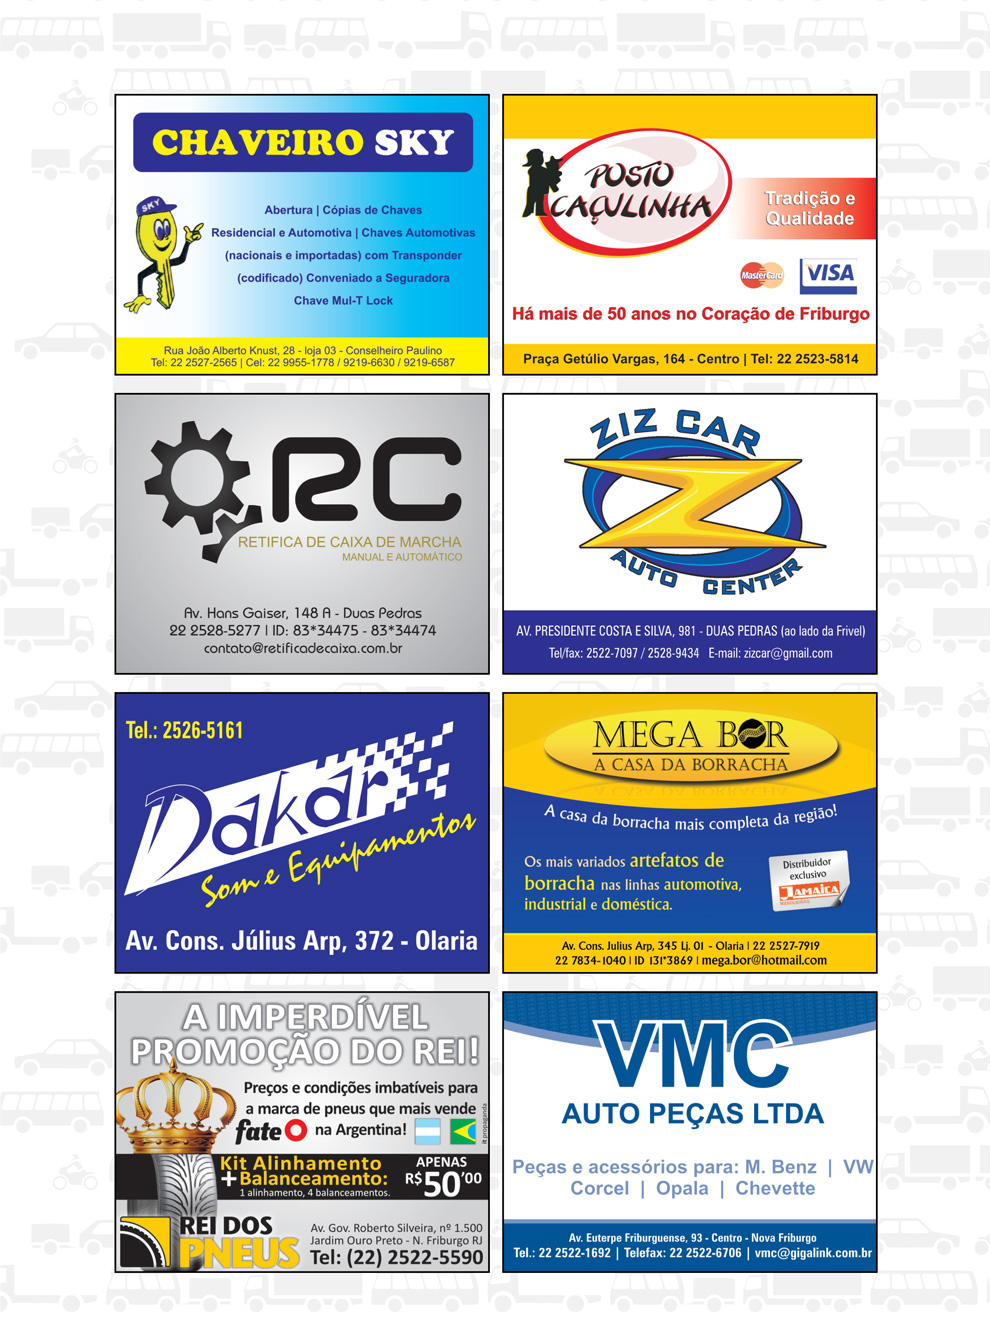 CHAVEIRO SKY
SKY
Abertura | Cópias de Chaves
Residencial e Automotiva | Chaves Automotivas
(nacionais e importadas) com Transponder
(codificado) Conveniado a Seguradora
Chave Mul-T Lock
Rua João Alberto Knust, 28 - loja 03 - Conselheiro Paulino
Tel: 22 2527-2565 | Cel: 22 9955-1778 / 9219-6630 / 9219-6587
POSTO
CAÇULINHA
Tradição e
Qualidade
MasterCard
VISA
Há mais de 50 anos no Coração de Friburgo
Praça Getúlio Vargas, 164 - Centro | Tel: 22 2523-5814
RC
RETIFICA DE CAIXA DE MARCHA
MANUAL E AUTOMÁTICO
Av. Hans Gaiser, 148 A - Duas Pedras
22 2528-5277 | ID: 83*34475 - 83*34474
contato@retificadecaixa.com.br
ZIZ CAR
Z
AUTO CENTER
AV. PRESIDENTE COSTA E SILVA, 981 - DUAS PEDRAS (ao lado da Frivel)
Tel/fax: 2522-7097 / 2528-9434 E-mail: zizcar@gmail.com
Tel.: 2526-5161
Dakar
Som e Equipamentos
Av. Cons. Július Arp, 372 - Olaria
MEGA BOR
A CASA DA BORRACHA
A casa da borracha mais completa da região!
Os mais variados artefatos de
borracha nas linhas automotiva,
industrial e doméstica.
Distribuidor
exclusivo
JAMAICA
Av. Cons. Julius Arp, 345 Lj. 01 - Olaria | 22 2527-7919
22 7834-1040 | ID 131*3869 | mega.bor@hotmail.com
A IMPERDÍVEL
PROMOÇÃO DO REI!
Preços e condições imbatíveis para
a marca de pneus que mais vende
fate na Argentina!
it propaganda
Kit Alinhamento
+Balanceamento:
1 alinhamento, 4 balanceamentos.
APENAS
R$50'00
REI DOS
PNEUS
Av. Gov. Roberto Silveira, nº 1.500
Jardim Ouro Preto - N. Friburgo RJ
Tel: (22) 2522-5590
VMC
AUTO PEÇAS LTDA
Peças e acessórios para: M. Benz | VW
Corcel | Opala | Chevette
Av. Euterpe Friburguense, 93 - Centro - Nova Friburgo
Tel.: 22 2522-1692 | Telefax: 22 2522-6706 | vmc@gigalink.com.br